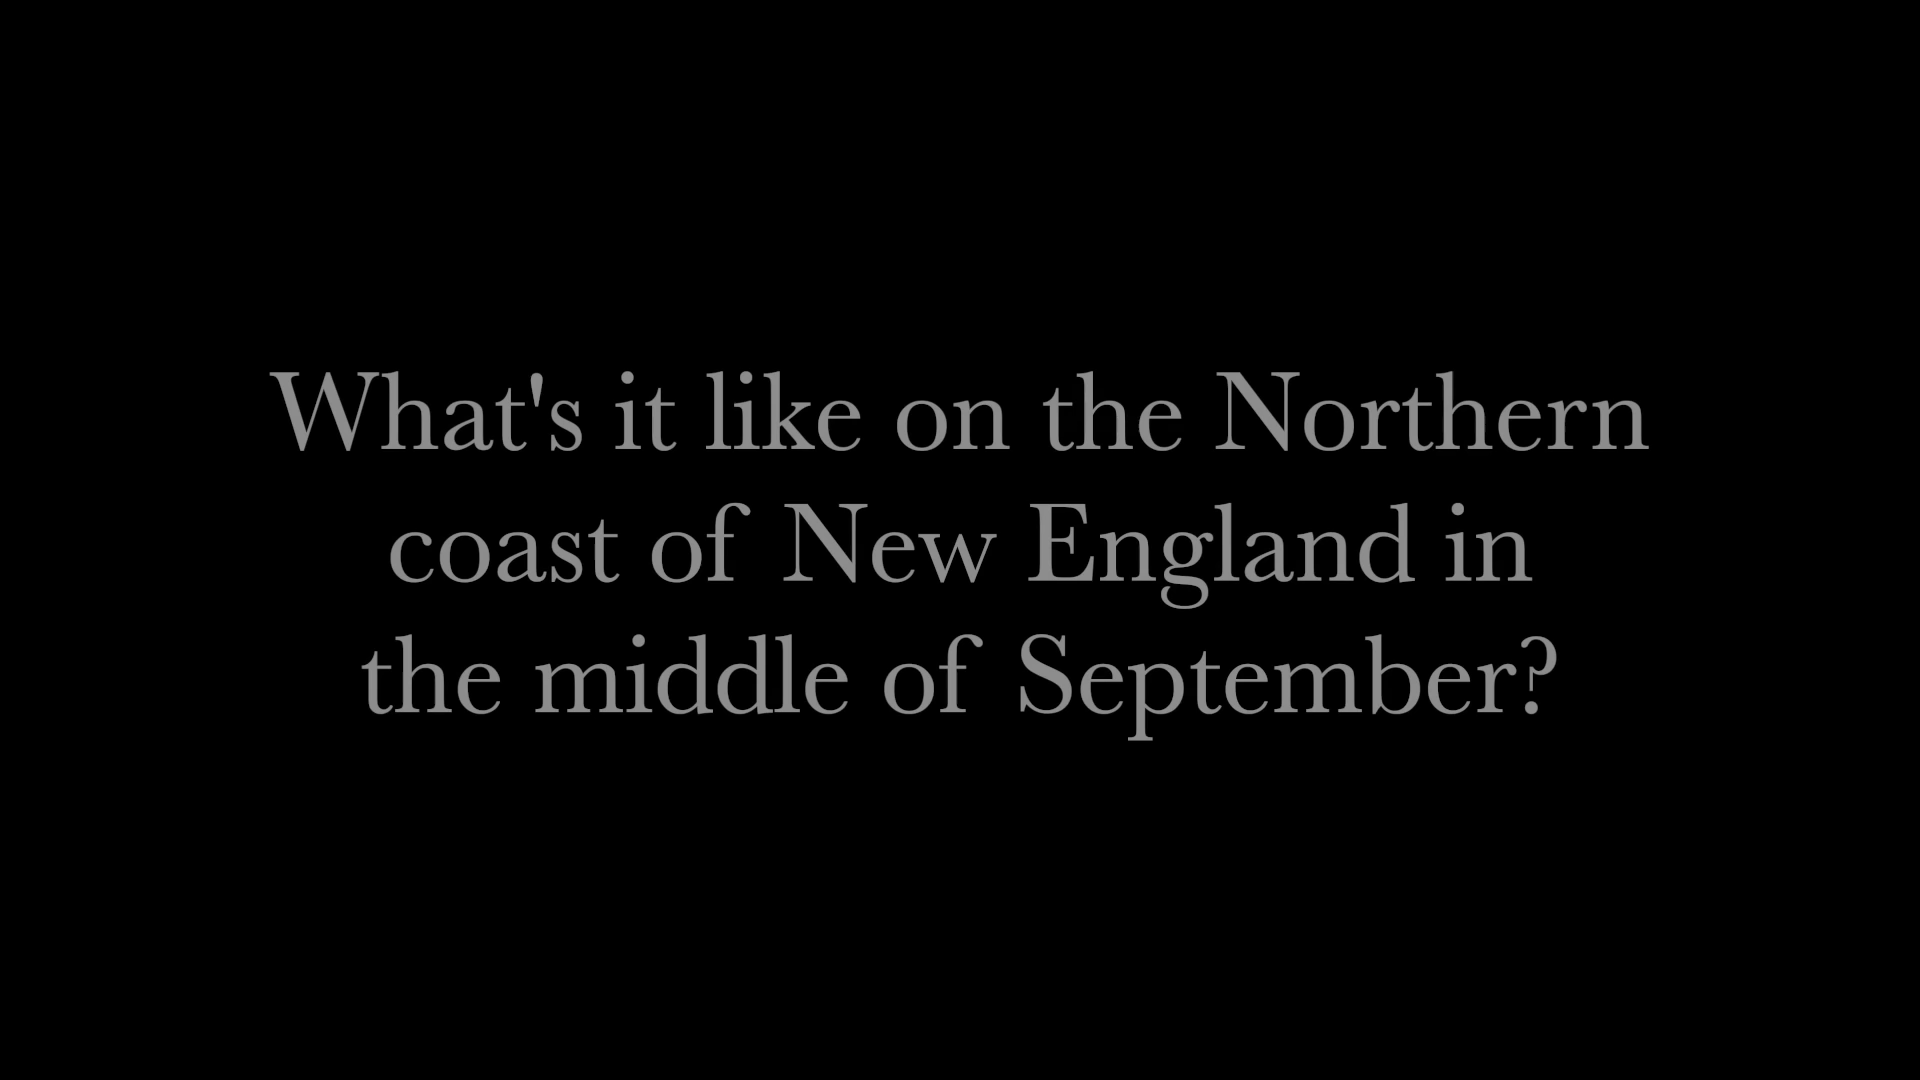 What's it like on the Northern
coast of New England in
the middle of September?